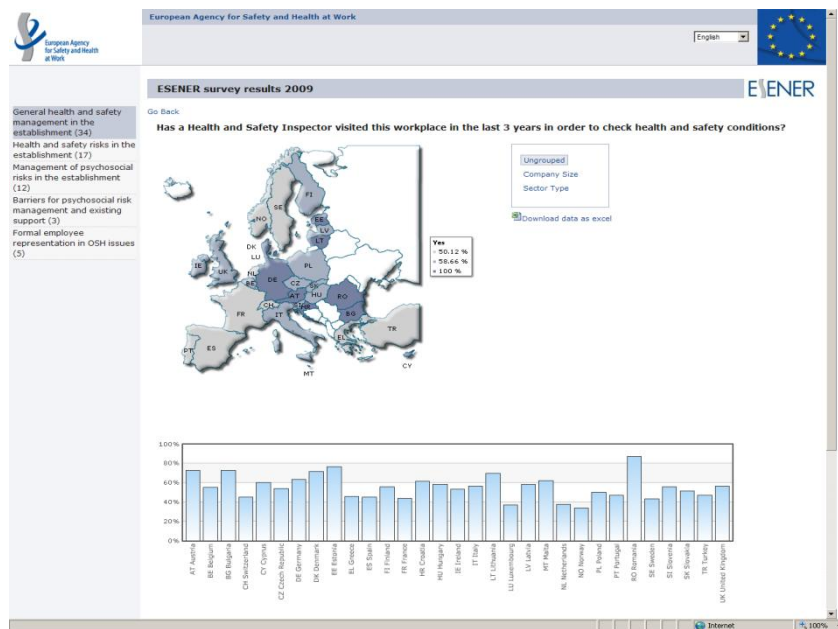 European Agency for Safety and Health at Work
English
European Agency
for Safety and Health
at Work
ESENER survey results 2009
ESENER
Go Back
General health and safety
management in the
establishment (34)
Health and safety risks in the
establishment (17)
Management of psychosocial
risks in the establishment
(12)
Barriers for psychosocial risk
management and existing
support (3)
Formal employee
representation in OSH issues
(5)
Has a Health and Safety Inspector visited this workplace in the last 3 years in order to check health and safety conditions?
Ungrouped
Company Size
Sector Type
Download data as excel
FI
SE
NO
EE
LV
LT
DK
LU
IE
UK
NL
BE
DE
PL
CZ
SK
AT
HU
RO
CH
FR
IT
BG
PT
ES
EL
TR
MT
CY
Yes
50.12 %
58.66 %
100 %
100%
80%
60%
40%
20%
0%
AT Austria
BE Belgium
BG Bulgaria
CH Switzerland
CY Cyprus
CZ Czech Republic
DE Germany
DK Denmark
EE Estonia
EL Greece
ES Spain
FI Finland
FR France
HR Croatia
HU Hungary
IE Ireland
IT Italy
LT Lithuania
LU Luxembourg
LV Latvia
MT Malta
NL Netherlands
NO Norway
PL Poland
PT Portugal
RO Romania
SE Sweden
SI Slovenia
SK Slovakia
TR Turkey
UK United Kingdom
Internet
100%